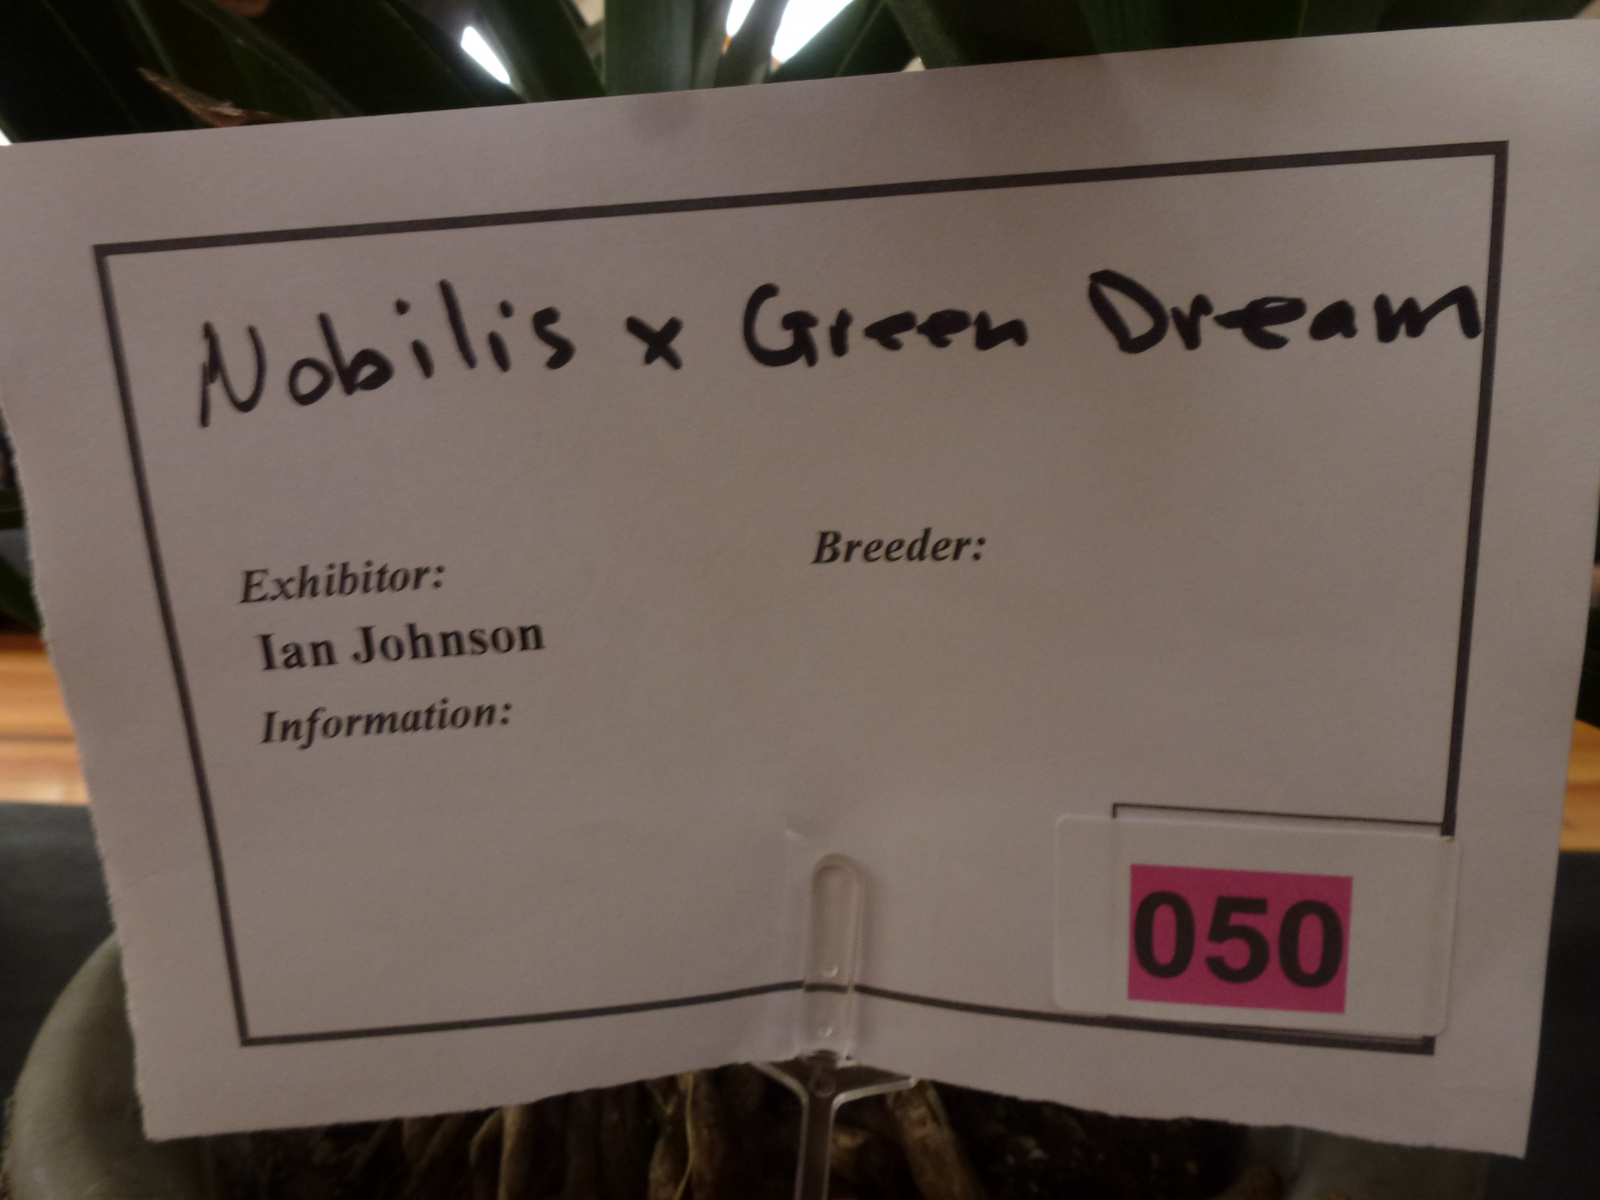 Nobilis x Green Dream
Exhibitor:
Breeder:
Ian Johnson
Information:
050